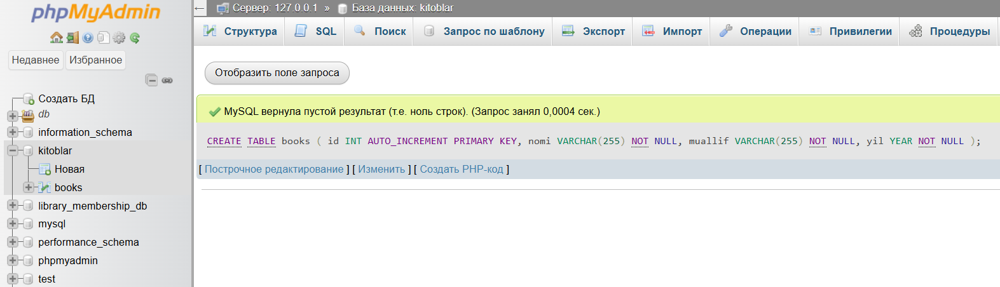 phpMyAdmin
Недавнее Избранное
Создать БД
db
information_schema
kitoblar
Новая
books
library_membership_db
mysql
performance_schema
phpmyadmin
test
← Сервер: 127.0.0.1 » База данных: kitoblar
Структура SQL Поиск Запрос по шаблону Экспорт Импорт Операции Привилегии Процедуры
Отобразить поле запроса
MySQL вернула пустой результат (т.е. ноль строк). (Запрос занял 0,0004 сек.)
CREATE TABLE books ( id INT AUTO_INCREMENT PRIMARY KEY, nomi VARCHAR(255) NOT NULL, muallif VARCHAR(255) NOT NULL, yil YEAR NOT NULL );
[ Построчное редактирование ] [ Изменить ] [ Создать PHP-код ]